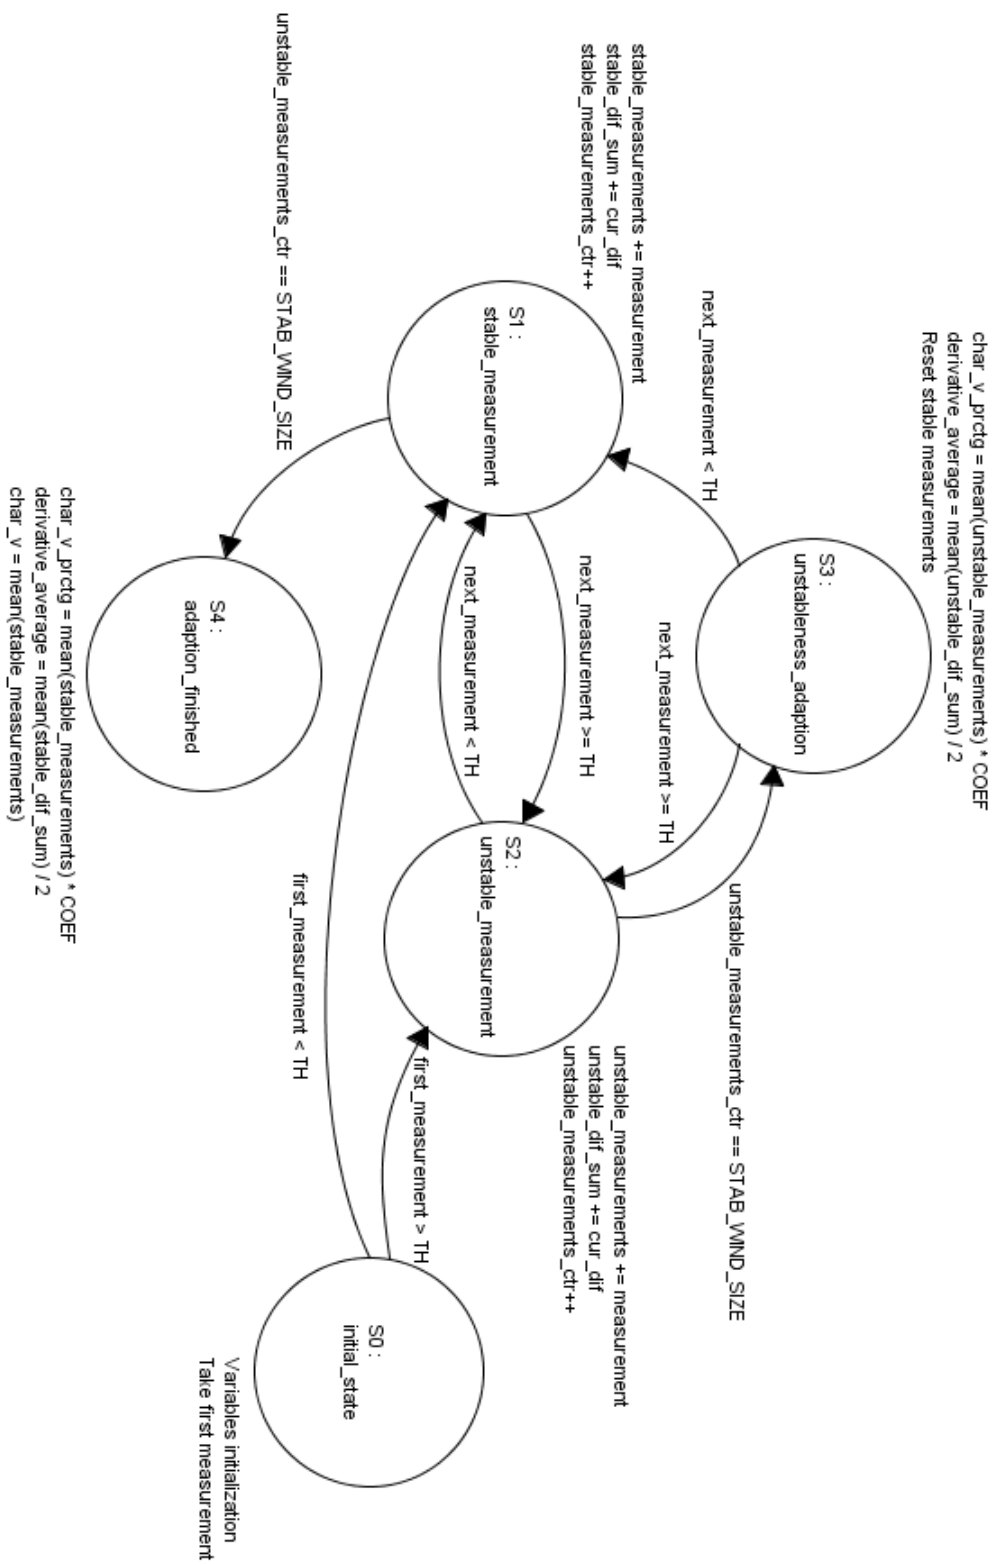 char_v_prctg = mean(unstable_measurements) * COEF
derivative_average = mean(unstable_dif_sum) / 2
Reset stable measurements
S3 :
unstableness_adaption
next_measurement < TH
next_measurement >= TH
unstable_measurements_ctr == STAB_WIND_SIZE
stable_measurements += measurement
stable_dif_sum += cur_dif
stable_measurements_ctr++
S1 :
stable_measurement
next_measurement >= TH
next_measurement < TH
S2 :
unstable_measurement
unstable_measurements += measurement
unstable_dif_sum += cur_dif
unstable_measurements_ctr++
first_measurement > TH
unstable_measurements_ctr == STAB_WIND_SIZE
first_measurement < TH
S0 :
initial_state
Variables initialization
Take first measurement
S4 :
adaption_finished
char_v_prctg = mean(stable_measurements) * COEF
derivative_average = mean(stable_dif_sum) / 2
char_v = mean(stable_measurements)